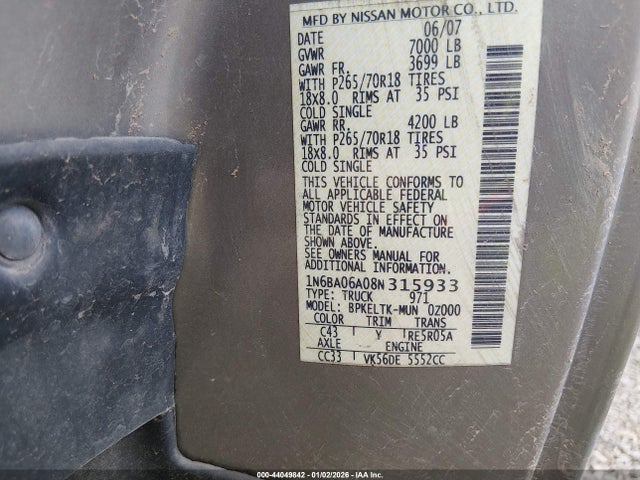 MFD BY NISSAN MOTOR CO., LTD.
DATE 06/07
GVWR 7000 LB
GAWR FR. 3699 LB
WITH P265/70R18 TIRES
18X8.0 RIMS AT 35 PSI
COLD SINGLE
GAWR RR. 4200 LB
WITH P265/70R18 TIRES
18X8.0 RIMS AT 35 PSI
COLD SINGLE
THIS VEHICLE CONFORMS TO
ALL APPLICABLE FEDERAL
MOTOR VEHICLE SAFETY
STANDARDS IN EFFECT ON
THE DATE OF MANUFACTURE
SHOWN ABOVE.
SEE OWNERS MANUAL FOR
ADDITIONAL INFORMATION
1N6BA06A08N315933
TYPE: TRUCK 971
MODEL: BPKELTK-MUN 0Z000
COLOR TRIM TRANS
C43 Y RE5R05A
AXLE ENGINE
CC33 VK56DE 5552CC
000-44049842 - 01/02/2026 - IAA Inc.